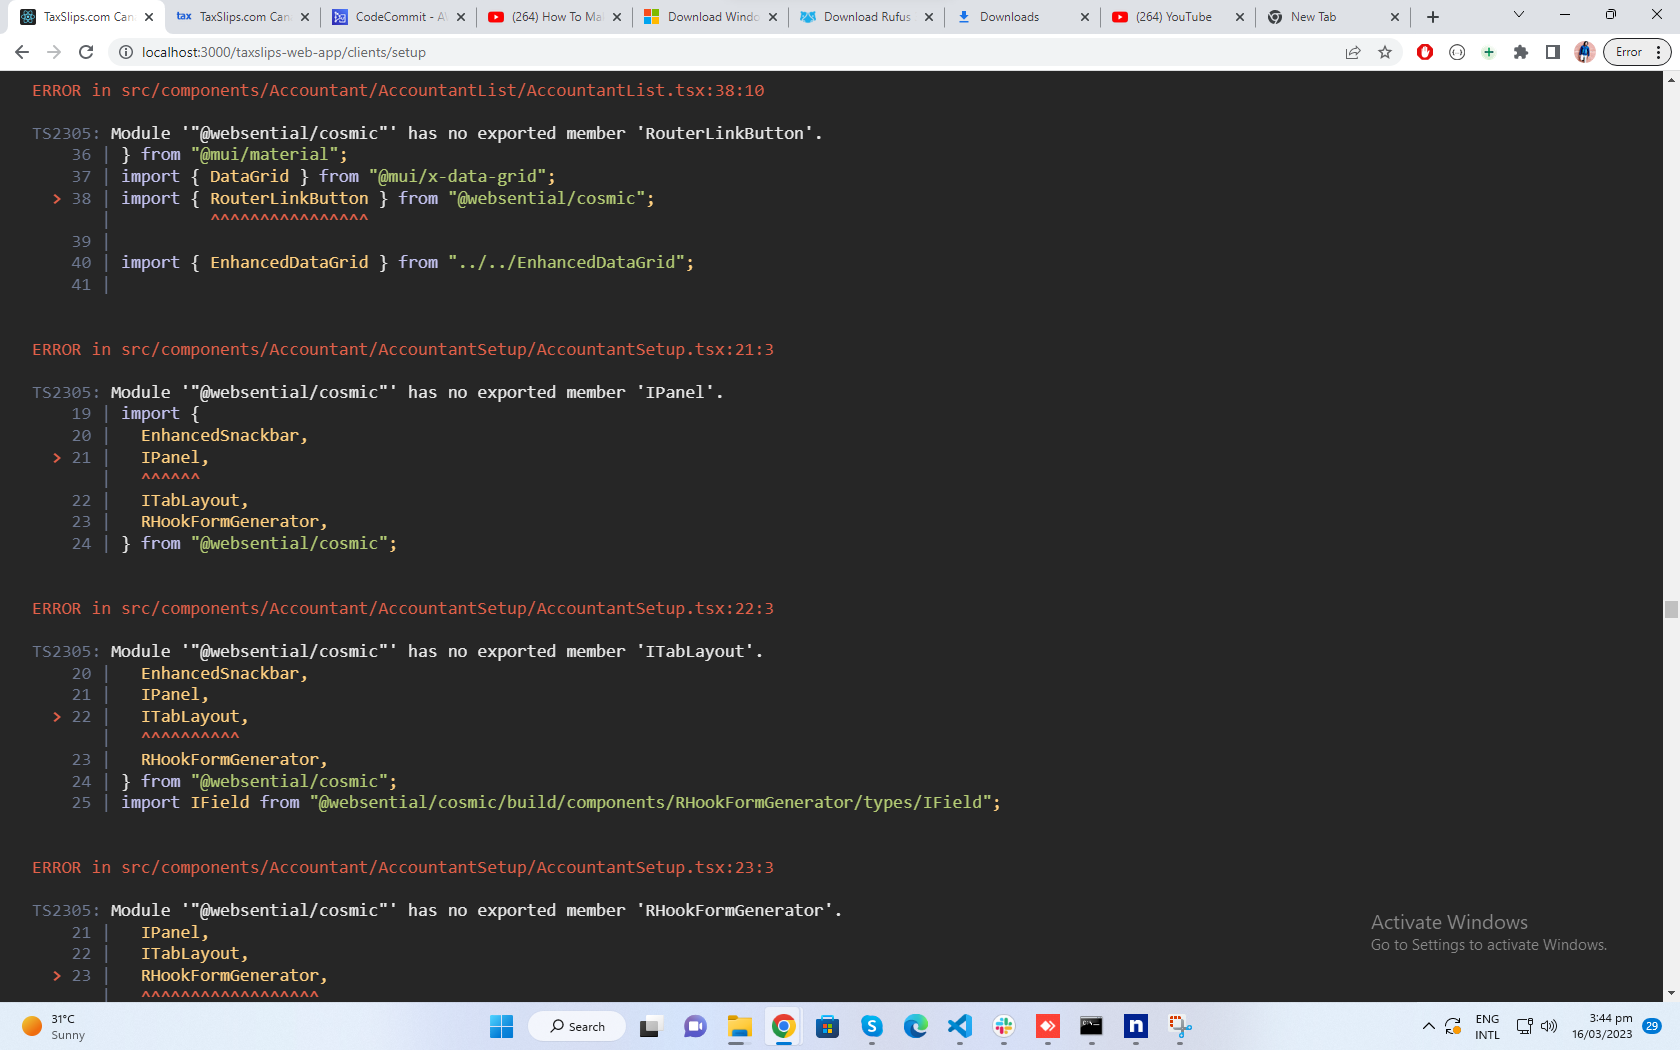 TaxSlips.com Can
TaxSlips.com Can
CodeCommit - A
(264) How To Ma
Download Windo
Download Rufus
Downloads
(264) YouTube
New Tab
localhost:3000/taxslips-web-app/clients/setup
Error
ERROR in src/components/Accountant/AccountantList/AccountantList.tsx:38:10
TS2305: Module '"@websential/cosmic"' has no exported member 'RouterLinkButton'.
36 | } from "@mui/material";
37 | import { DataGrid } from "@mui/x-data-grid";
> 38 | import { RouterLinkButton } from "@websential/cosmic";
| ^^^^^^^^^^^^^^^^
39 |
40 | import { EnhancedDataGrid } from "../../EnhancedDataGrid";
41 |
ERROR in src/components/Accountant/AccountantSetup/AccountantSetup.tsx:21:3
TS2305: Module '"@websential/cosmic"' has no exported member 'IPanel'.
19 | import {
20 | EnhancedSnackbar,
> 21 | IPanel,
| ^^^^^^
22 | ITabLayout,
23 | RHookFormGenerator,
24 | } from "@websential/cosmic";
ERROR in src/components/Accountant/AccountantSetup/AccountantSetup.tsx:22:3
TS2305: Module '"@websential/cosmic"' has no exported member 'ITabLayout'.
20 | EnhancedSnackbar,
21 | IPanel,
> 22 | ITabLayout,
| ^^^^^^^^^^
23 | RHookFormGenerator,
24 | } from "@websential/cosmic";
25 | import IField from "@websential/cosmic/build/components/RHookFormGenerator/types/IField";
ERROR in src/components/Accountant/AccountantSetup/AccountantSetup.tsx:23:3
TS2305: Module '"@websential/cosmic"' has no exported member 'RHookFormGenerator'.
21 | IPanel,
22 | ITabLayout,
> 23 | RHookFormGenerator,
| ^^^^^^^^^^^^^^^^^^
Activate Windows
Go to Settings to activate Windows.
31°C
Sunny
Search
ENG
INTL
3:44 pm
16/03/2023
29